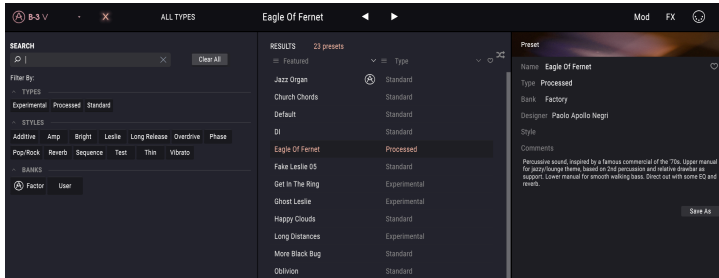 B-3 V
ALL TYPES
Eagle Of Fernet
Mod
FX
SEARCH
Clear All
Filter By:
TYPES
Experimental Processed Standard
STYLES
Additive Amp Bright Leslie Long Release Overdrive Phase
Pop/Rock Reverb Sequence Test Thin Vibrato
BANKS
Factor User
RESULTS 23 presets
Featured Type
Jazz Organ Standard
Church Chords Standard
Default Standard
DI Standard
Eagle Of Fernet Processed
Fake Leslie 05 Standard
Get In The Ring Experimental
Ghost Leslie Experimental
Happy Clouds Standard
Long Distances Experimental
More Black Bug Standard
Oblivion Standard
Preset
Name Eagle Of Fernet
Type Processed
Bank Factory
Designer Paolo Apollo Negri
Style
Comments
Percussive sound, inspired by a famous commercial of the '70s. Upper manual
for jazzy/lounge theme, based on 2nd percussion and relative drawbar as
support. Lower manual for smooth walking bass. Direct out with some EQ and
reverb.
Save As